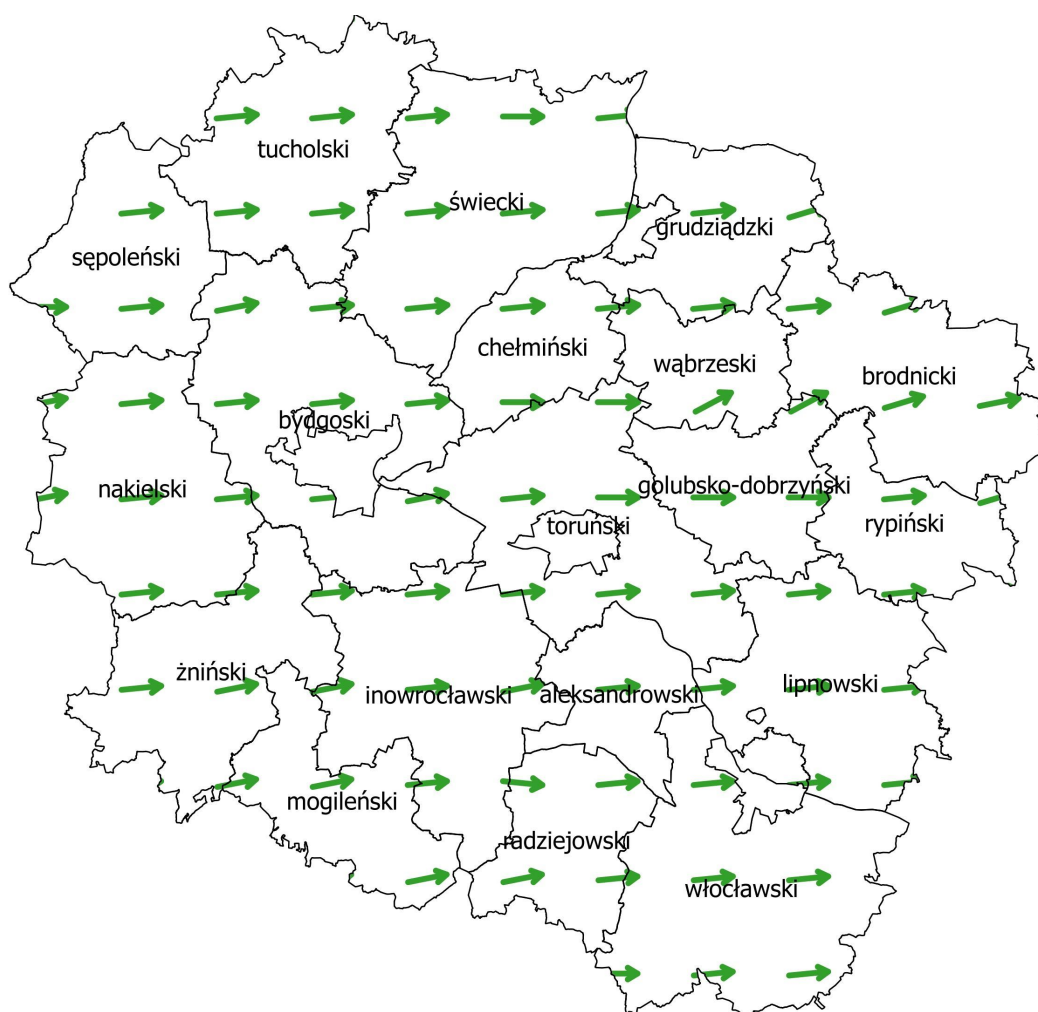 tucholski
świecki
grudziądzki
sępoleński
chełmiński
wąbrzeski
brodnicki
bydgoski
nakielski
golubsko-dobrzyński
toruński
rypiński
żniński
inowrocławski
aleksandrowski
lipnowski
mogileński
radziejowski
włocławski